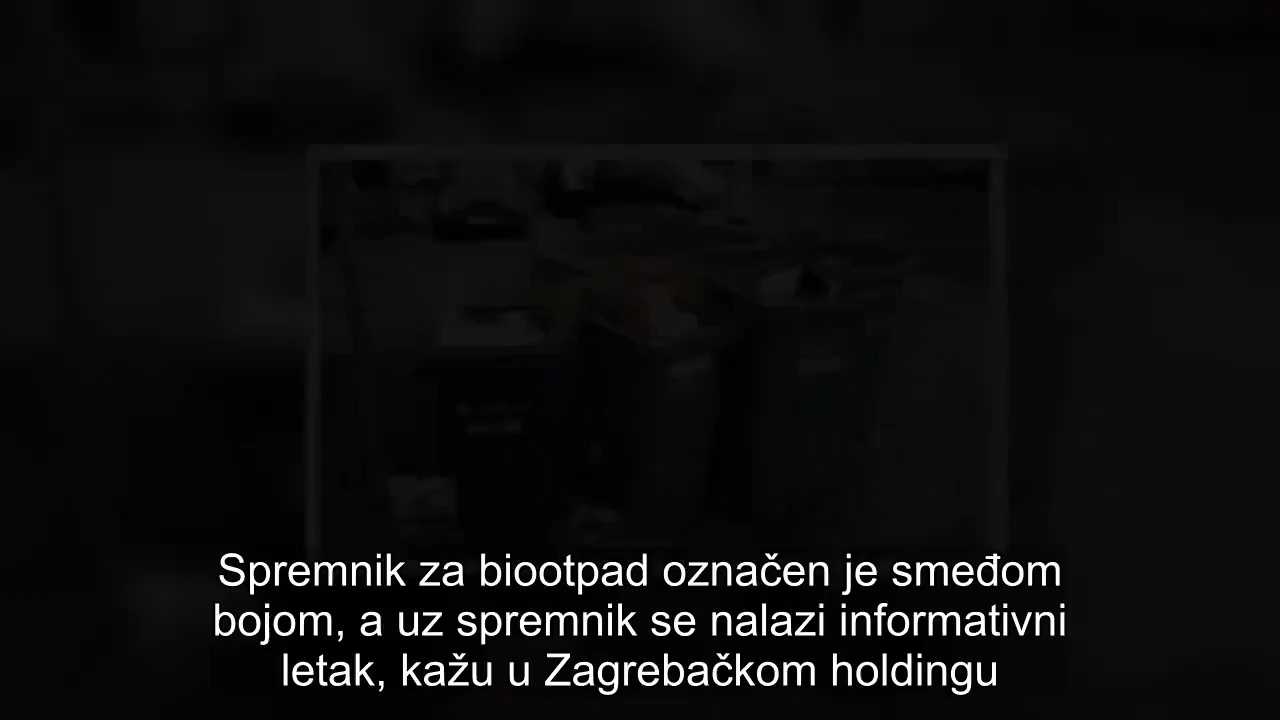 Spremnik za biootpad označen je smeđom
bojom, a uz spremnik se nalazi informativni
letak, kažu u Zagrebačkom holdingu